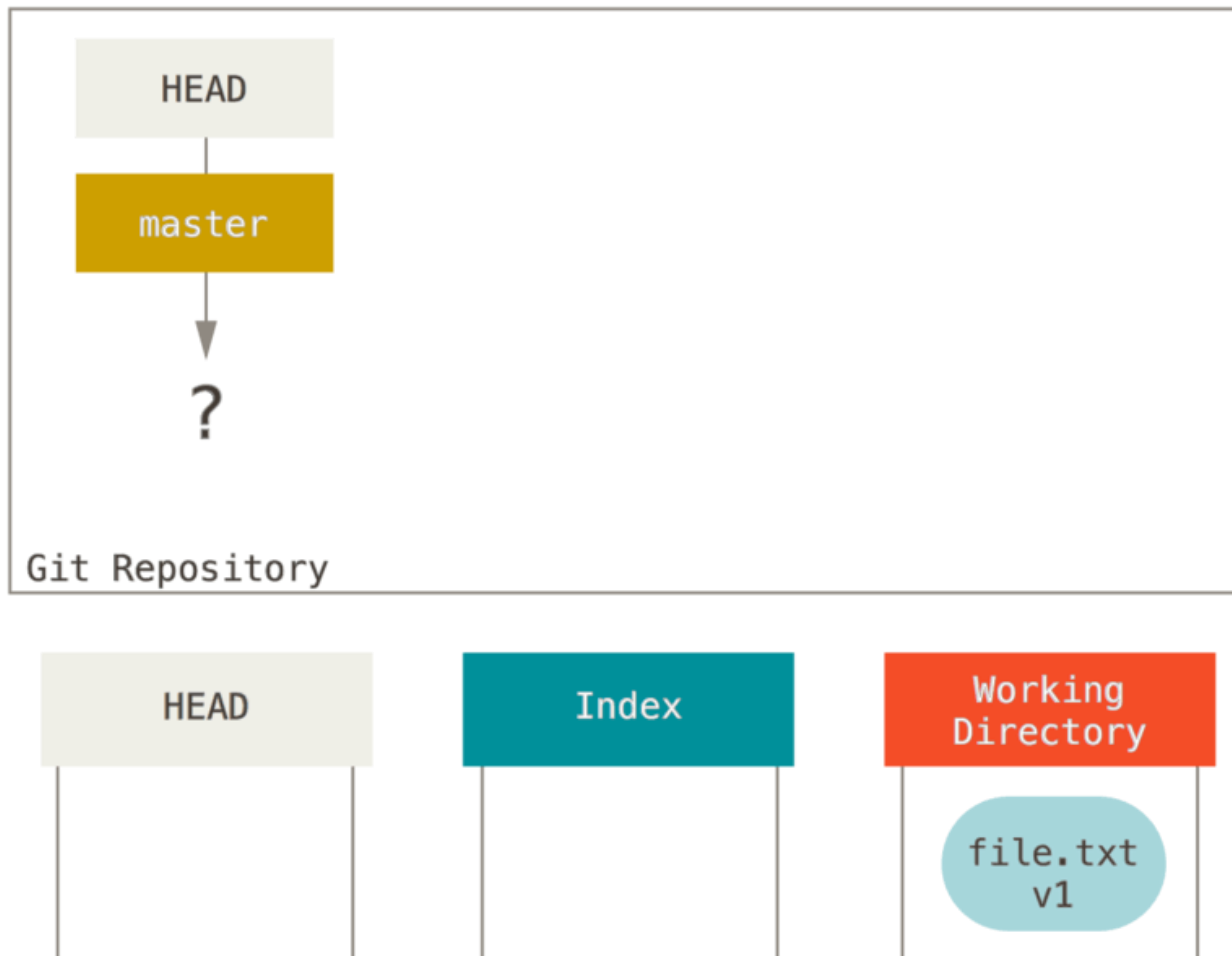 HEAD
master
?
Git Repository
HEAD
Index
Working
Directory
file.txt
v1